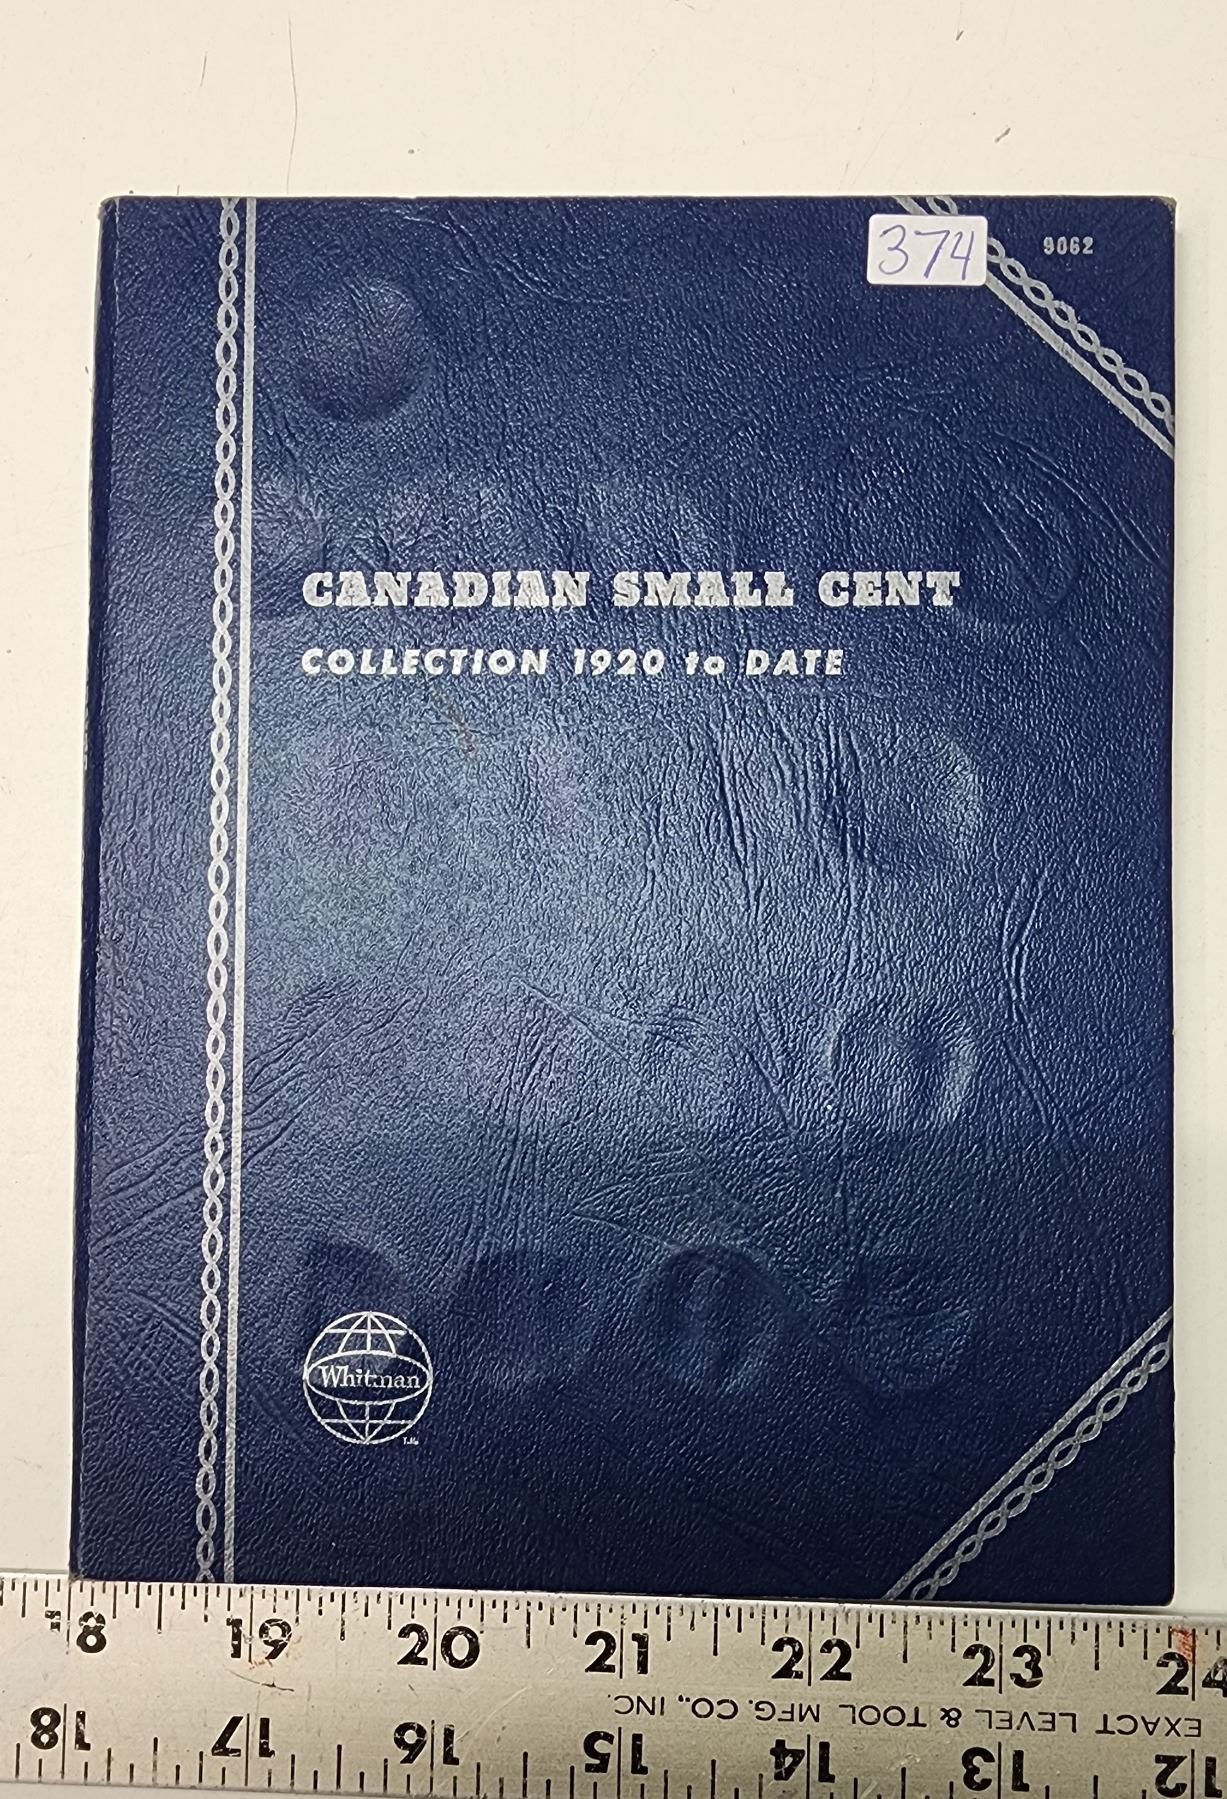 374
9062
CANADIAN SMALL CENT
COLLECTION 1920 to DATE
Whitman
18 19 20 21 22 23 24
EXACT LEVEL & TOOL MFG. CO., INC.
18 17 16 15 14 13 12